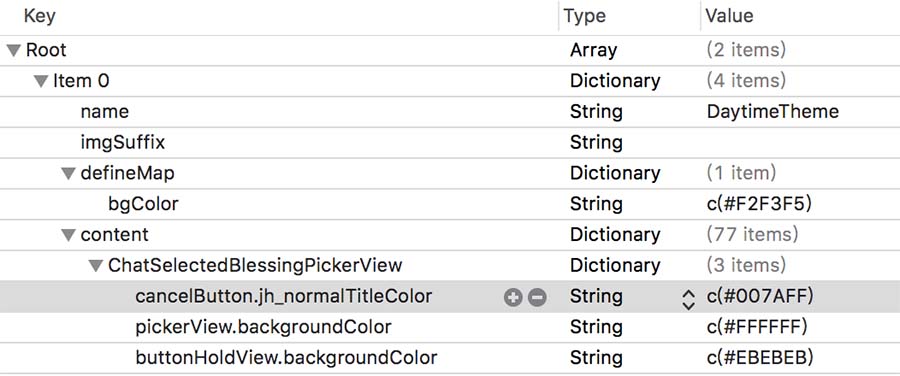 Key Type Value
Root Array (2 items)
Item 0 Dictionary (4 items)
name String DaytimeTheme
imgSuffix String
defineMap Dictionary (1 item)
bgColor String c(#F2F3F5)
content Dictionary (77 items)
ChatSelectedBlessingPickerView Dictionary (3 items)
cancelButton.jh_normalTitleColor String c(#007AFF)
pickerView.backgroundColor String c(#FFFFFF)
buttonHoldView.backgroundColor String c(#EBEBEB)